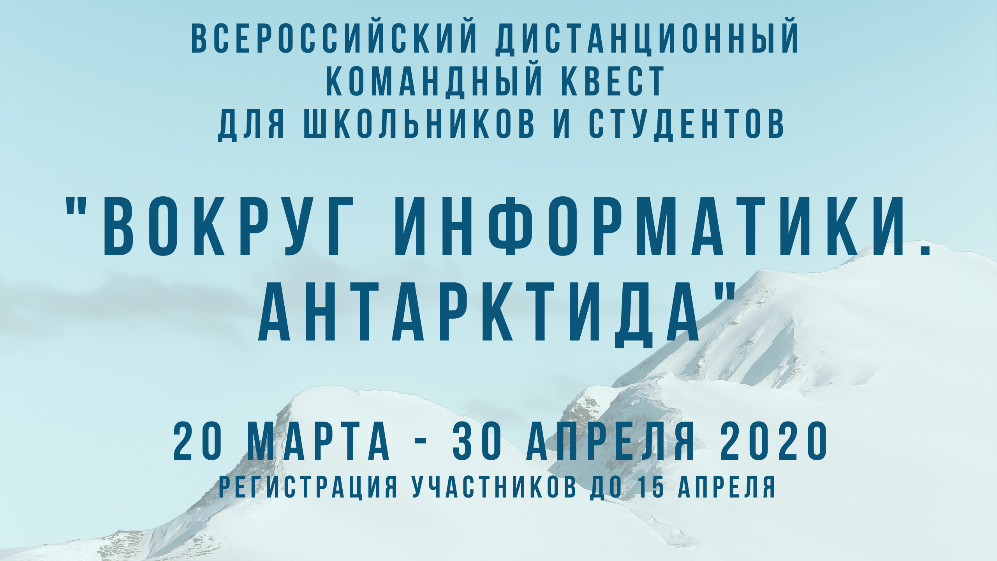 ВСЕРОССИЙСКИЙ ДИСТАНЦИОННЫЙ
КОМАНДНЫЙ КВЕСТ
ДЛЯ ШКОЛЬНИКОВ И СТУДЕНТОВ
"ВОКРУГ ИНФОРМАТИКИ.
АНТАРКТИДА"
20 МАРТА - 30 АПРЕЛЯ 2020
РЕГИСТРАЦИЯ УЧАСТНИКОВ ДО 15 АПРЕЛЯ